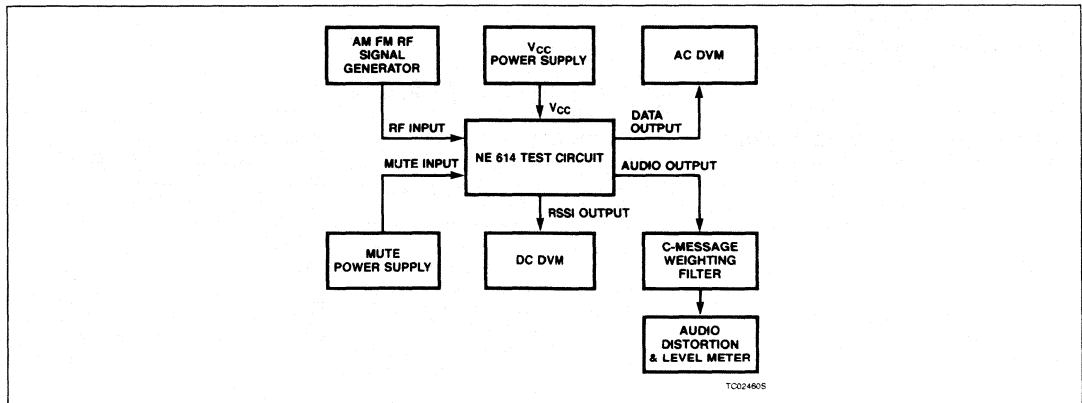 AM FM RF
SIGNAL
GENERATOR
VCC
POWER SUPPLY
AC DVM
VCC
DATA
OUTPUT
RF INPUT
MUTE INPUT
NE 614 TEST CIRCUIT
AUDIO OUTPUT
RSSI OUTPUT
MUTE
POWER SUPPLY
DC DVM
C-MESSAGE
WEIGHTING
FILTER
AUDIO
DISTORTION
& LEVEL METER
TC02460S